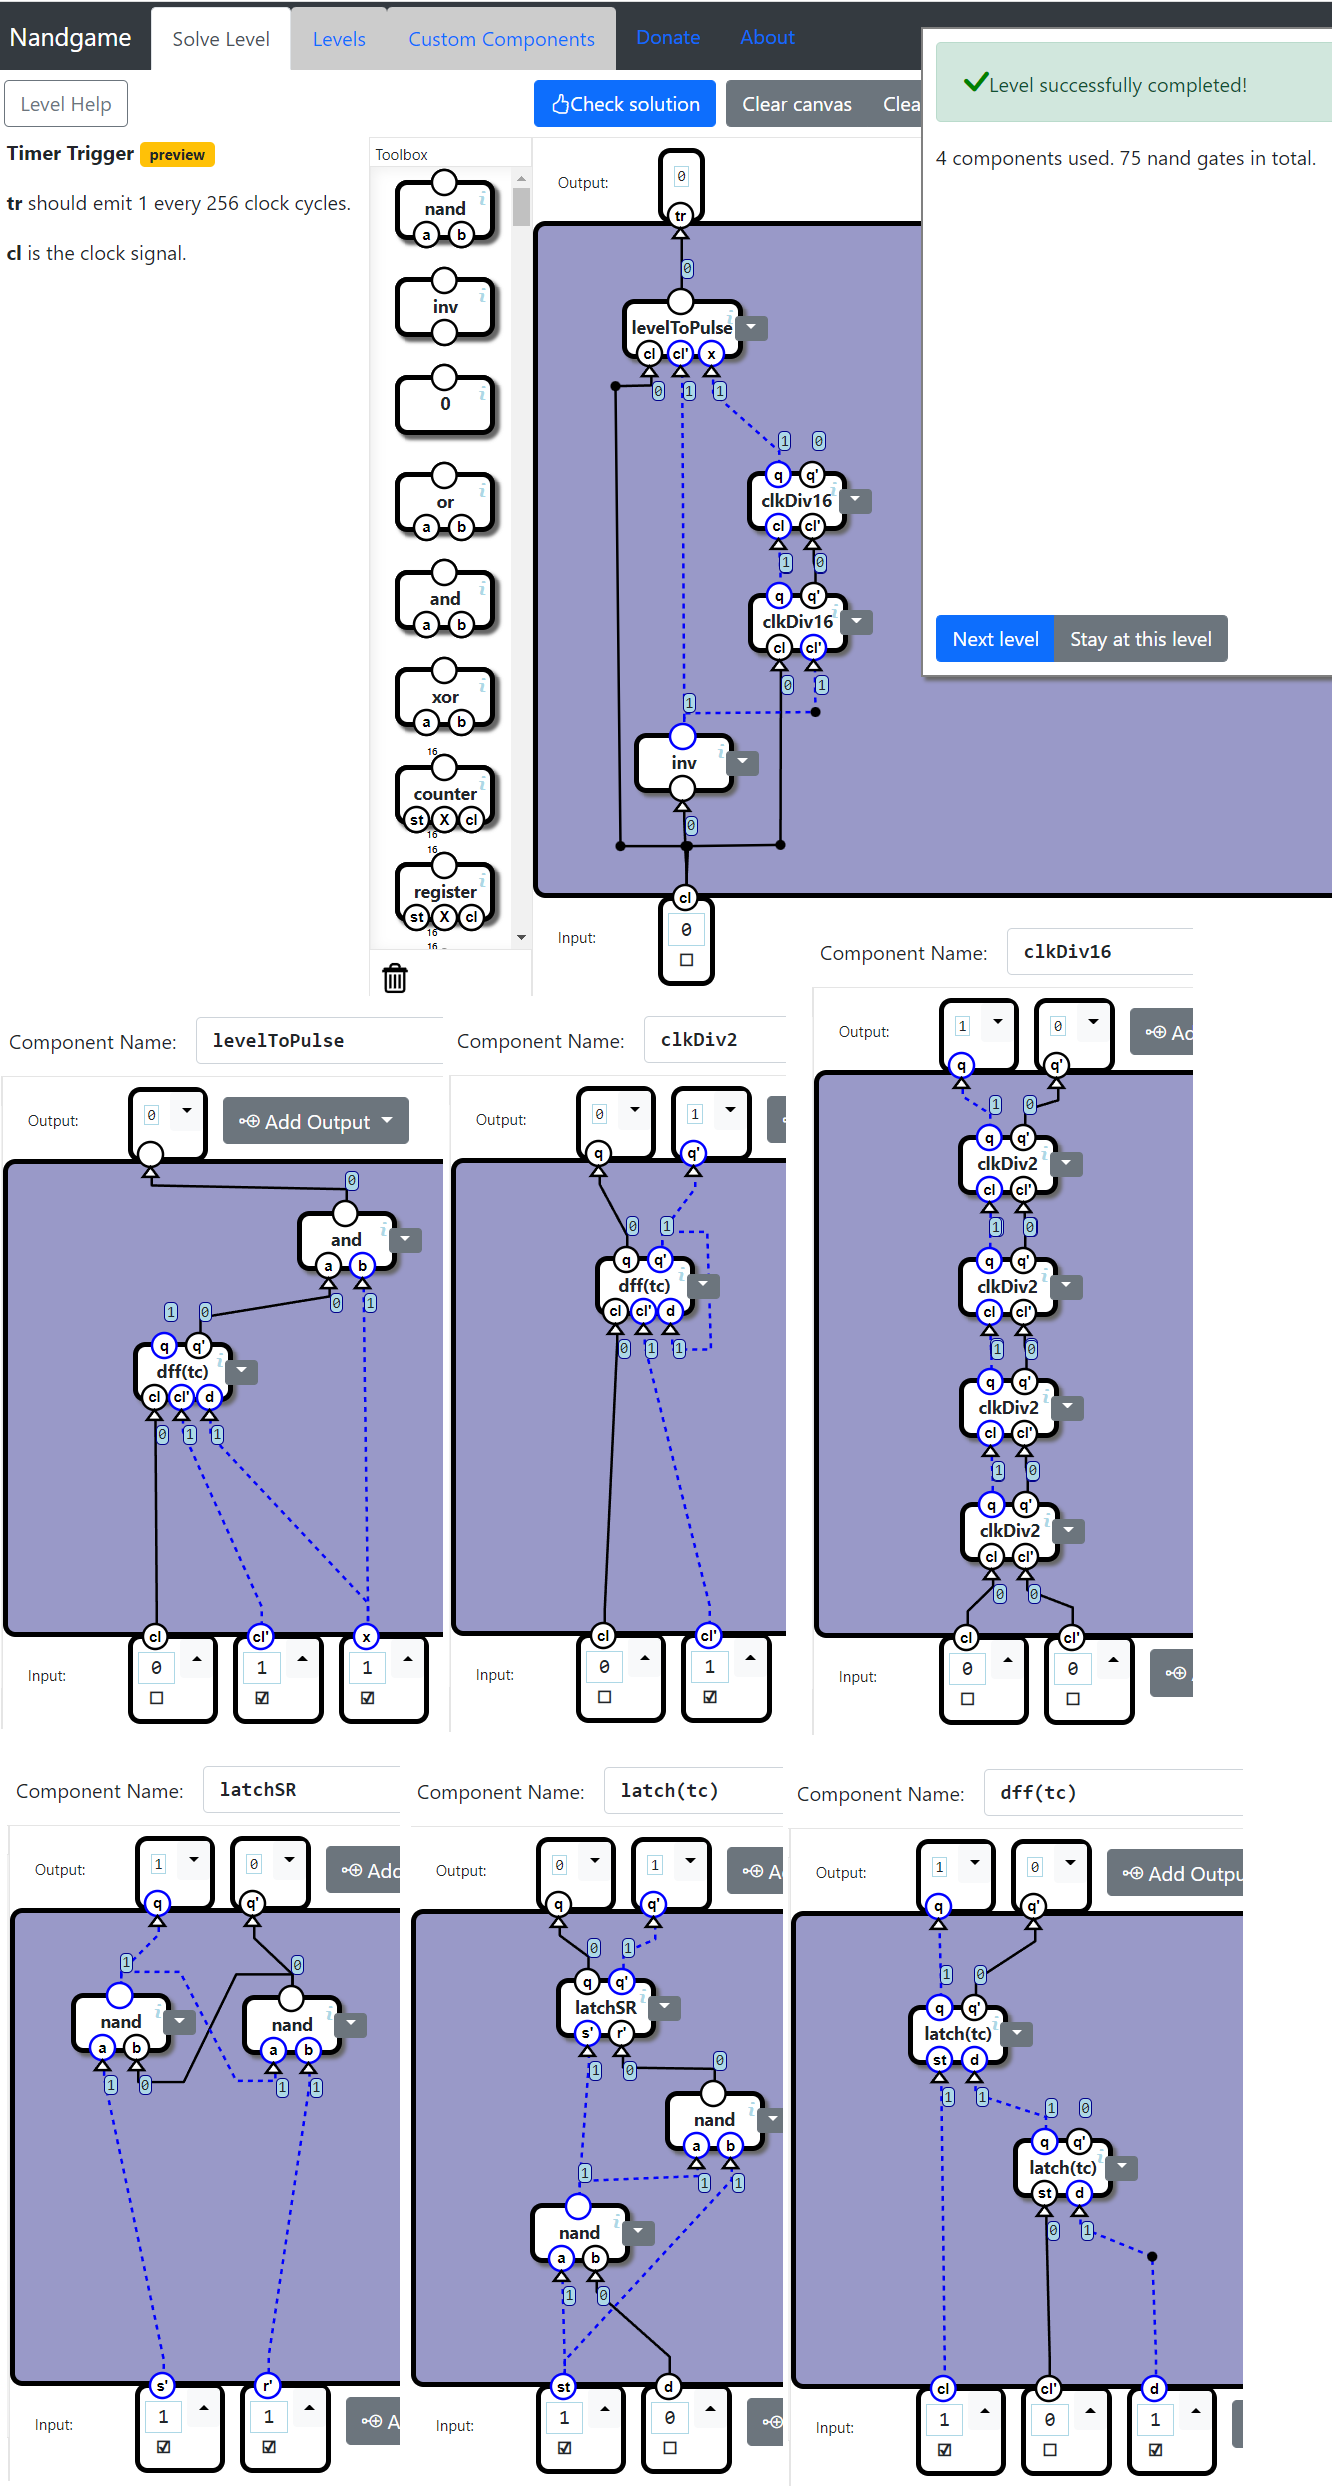 Nandgame
Solve Level
Levels
Custom Components
Donate
About
Level Help
Check solution
Clear canvas
Clea
Level successfully completed!
4 components used. 75 nand gates in total.
Next level
Stay at this level
Timer Trigger preview
tr should emit 1 every 256 clock cycles.
cl is the clock signal.
Toolbox
nand
a b
inv
0
or
a b
and
a b
xor
a b
16
counter
st X cl
16
16
register
st X cl
16
16
Output:
0
tr
0
levelToPulse
cl cl' x
0 1 1
1 0
q q'
clkDiv16
cl cl'
1 0
q q'
clkDiv16
cl cl'
0 1
1
inv
0
cl
Input:
0
Component Name: clkDiv16
Output:
1 0
Ad
q q'
1 0
q q'
clkDiv2
cl cl'
1 0
q q'
clkDiv2
cl cl'
1 0
q q'
clkDiv2
cl cl'
1 0
q q'
clkDiv2
cl cl'
0 0
cl cl'
Input:
0 0
Component Name: levelToPulse
Output:
0
Add Output
0
and
a b
0 1
1 0
q q'
dff(tc)
cl cl' d
0 1 1
cl cl' x
Input:
0 1 1
Component Name: clkDiv2
Output:
0 1
q q'
0 1
q q'
dff(tc)
cl cl' d
0 1 1
cl cl'
Input:
0 1
Component Name: latchSR
Output:
1 0
Add
q q'
1 0
nand nand
a b a b
1 0 1 1
s' r'
Input:
1 1
A
Component Name: latch(tc)
Output:
0 1
A
q q'
0 1
q q'
latchSR
s' r'
1 0
0
nand
a b
1 1
1
nand
a b
1 0
st d
Input:
1 0
Component Name: dff(tc)
Output:
1 0
Add Outpu
q q'
1 0
q q'
latch(tc)
st d
1 1
1 0
q q'
latch(tc)
st d
0 1
cl cl' d
Input:
1 0 1